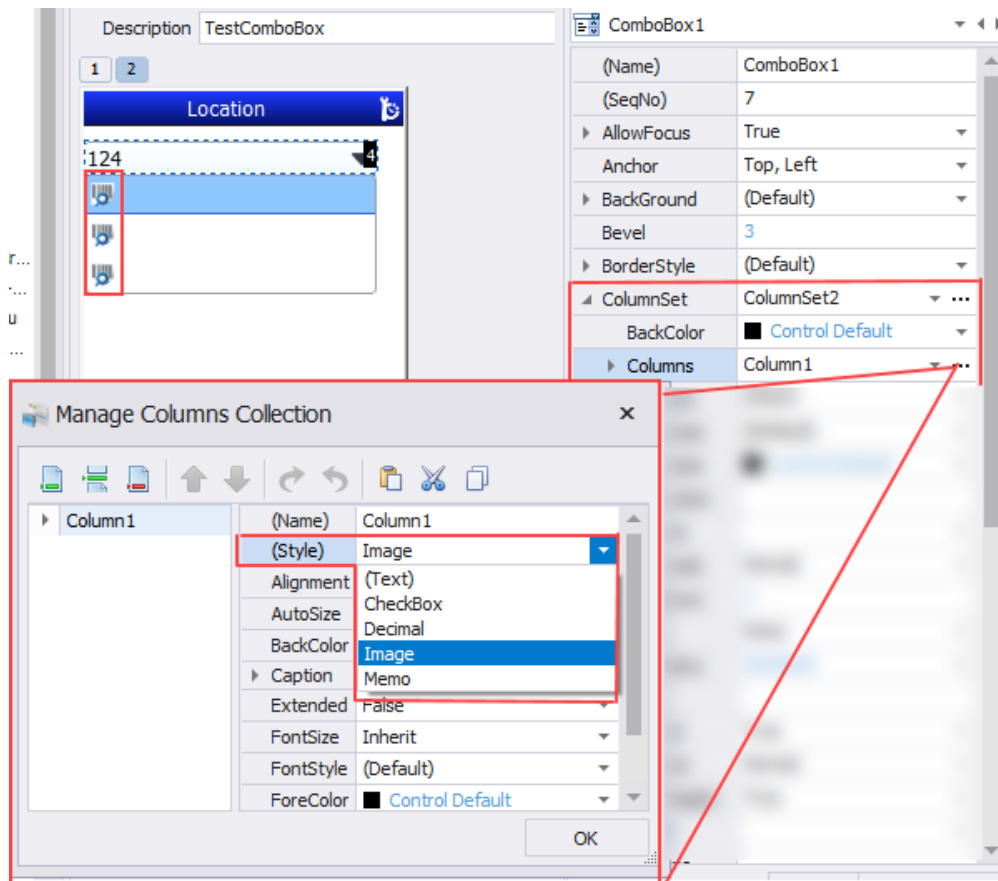 Description TestComboBox
1 2
Location
124 4
r...
...
u
...
ComboBox1
(Name) ComboBox1
(SeqNo) 7
AllowFocus True
Anchor Top, Left
BackGround (Default)
Bevel 3
BorderStyle (Default)
ColumnSet ColumnSet2 ...
BackColor Control Default
Columns Column1 ...
Manage Columns Collection
Column1
(Name) Column1
(Style) Image
(Text)
CheckBox
Decimal
Image
Memo
Alignment
AutoSize
BackColor
Caption
Extended False
FontSize Inherit
FontStyle (Default)
ForeColor Control Default
OK